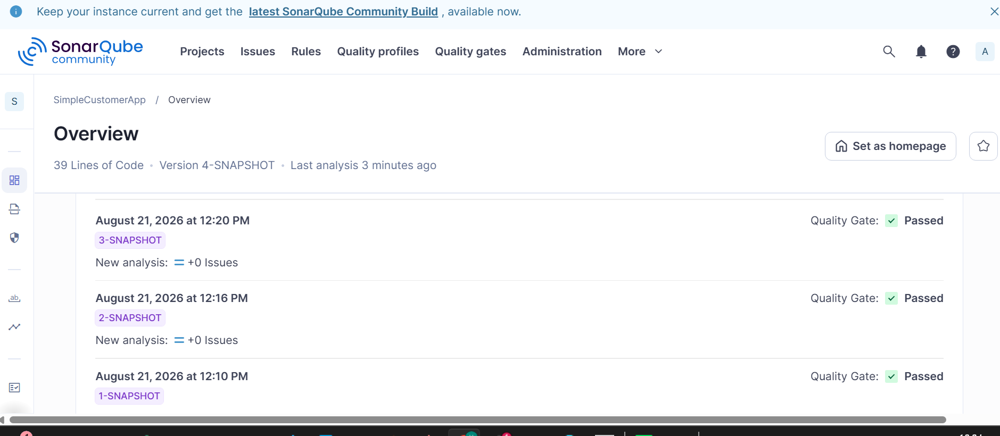 Keep your instance current and get the latest SonarQube Community Build , available now.
SonarQube community
Projects Issues Rules Quality profiles Quality gates Administration More
? A
S
SimpleCustomerApp / Overview
Overview
Set as homepage
39 Lines of Code • Version 4-SNAPSHOT • Last analysis 3 minutes ago
August 21, 2026 at 12:20 PM Quality Gate: Passed
3-SNAPSHOT
New analysis: +0 Issues
August 21, 2026 at 12:16 PM Quality Gate: Passed
2-SNAPSHOT
ab
New analysis: +0 Issues
August 21, 2026 at 12:10 PM Quality Gate: Passed
1-SNAPSHOT